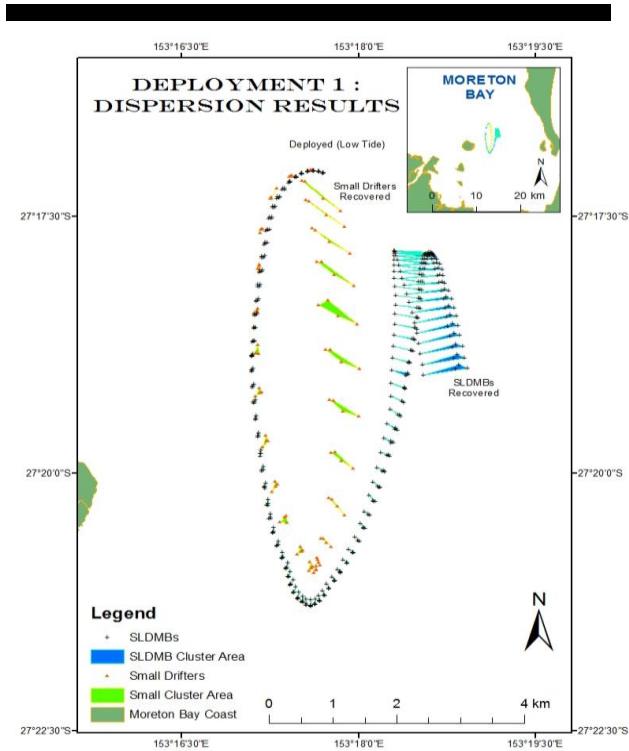 153°16'30"E 153°18'0"E 153°19'30"E
DEPLOYMENT 1 :
DISPERSION RESULTS
MORETON
BAY
N
0 10 20 km
Deployed (Low Tide)
Small Drifters
Recovered
27°17'30"S 27°17'30"S
SLDMBs
Recovered
27°20'0"S 27°20'0"S
N
Legend
SLDMBs
SLDMB Cluster Area
Small Drifters
Small Cluster Area
Moreton Bay Coast
0 1 2 4 km
27°22'30"S 27°22'30"S
153°16'30"E 153°18'0"E 153°19'30"E